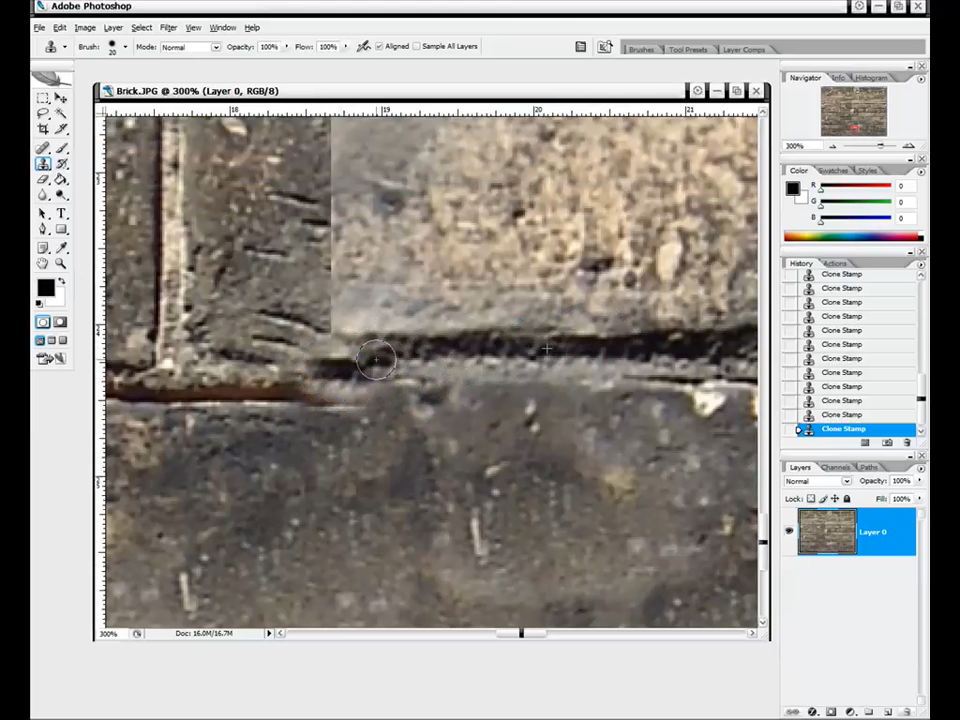 Adobe Photoshop
File Edit Image Layer Select Filter View Window Help
Brush: 20 Mode: Normal Opacity: 100% Flow: 100% Aligned Sample All Layers
Brushes Tool Presets Layer Comps
Brick.JPG @ 300% (Layer 0, RGB/8)
18 19 20 21
Navigator Info Histogram
300%
Color Swatches Styles
R 0
G 0
B 0
History Actions
Clone Stamp
Clone Stamp
Clone Stamp
Clone Stamp
Clone Stamp
Clone Stamp
Clone Stamp
Clone Stamp
Clone Stamp
Clone Stamp
Clone Stamp
Clone Stamp
Layers Channels Paths
Normal Opacity: 100%
Lock: Fill: 100%
Layer 0
300% Doc: 16.0M/16.7M